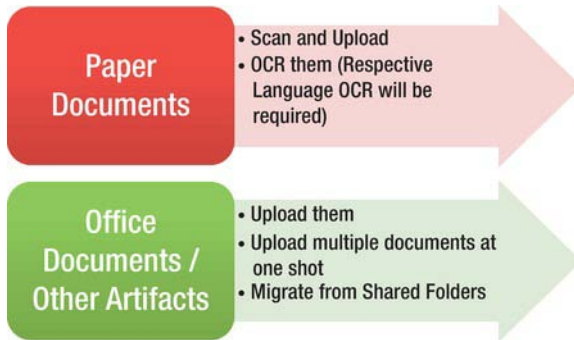 Paper
Documents
• Scan and Upload
• OCR them (Respective
Language OCR will be
required)
Office
Documents /
Other Artifacts
• Upload them
• Upload multiple documents at
one shot
• Migrate from Shared Folders